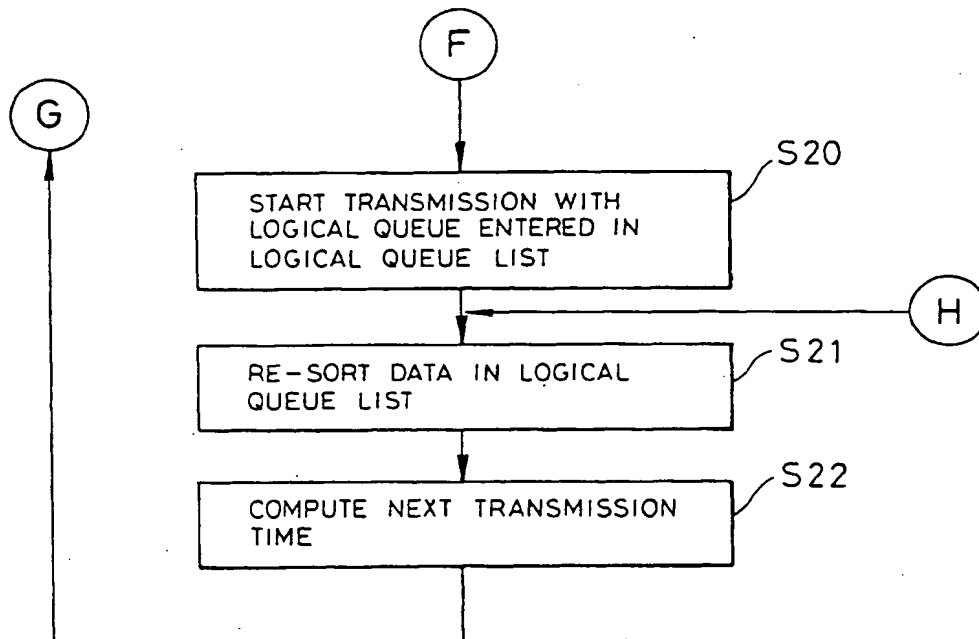 F
G
S20
START TRANSMISSION WITH
LOGICAL QUEUE ENTERED IN
LOGICAL QUEUE LIST
H
S21
RE-SORT DATA IN LOGICAL
QUEUE LIST
S22
COMPUTE NEXT TRANSMISSION
TIME